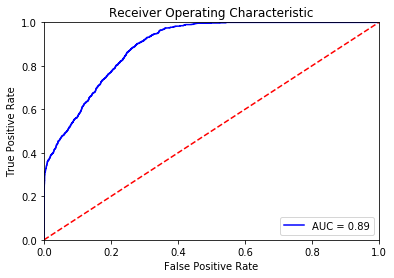 Receiver Operating Characteristic
1.0
0.8
0.6
0.4
0.2
0.0
True Positive Rate
AUC = 0.89
0.0 0.2 0.4 0.6 0.8 1.0
False Positive Rate